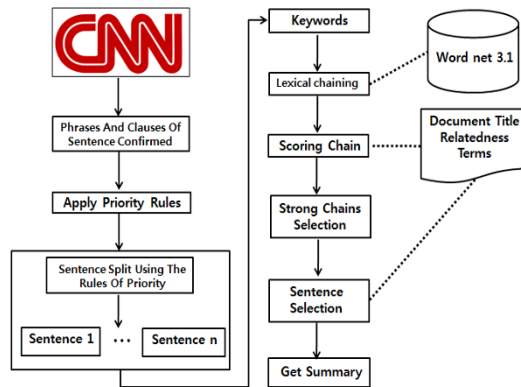 CNN
Phrases And Clauses Of
Sentence Confirmed
Apply Priority Rules
Sentence Split Using The
Rules Of Priority
Sentence 1 ··· Sentence n
Keywords
Lexical chaining
Scoring Chain
Strong Chains
Selection
Sentence
Selection
Get Summary
Word net 3.1
Document Title
Relatedness
Terms